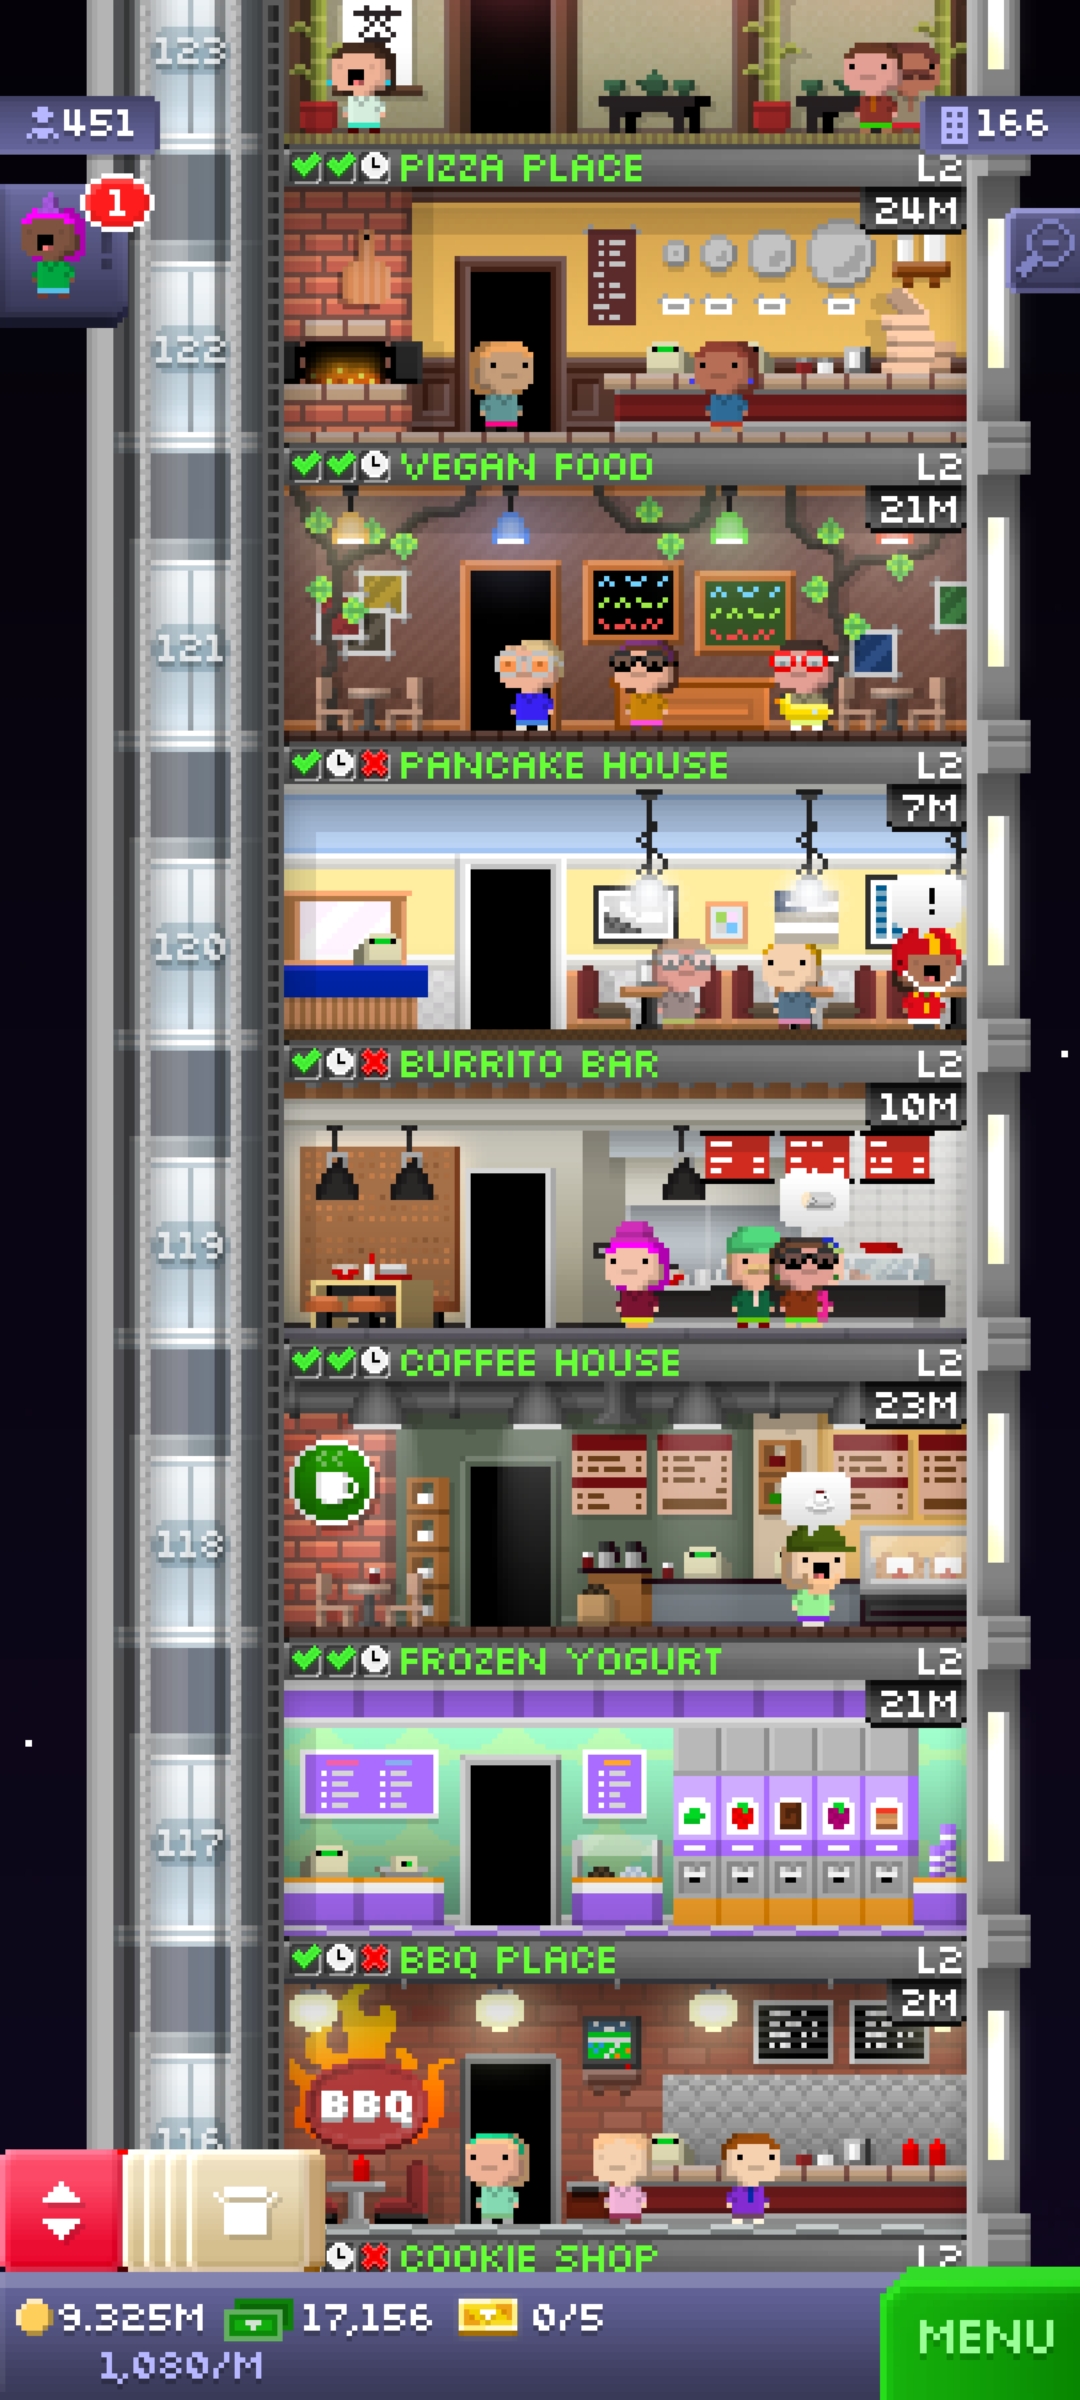 123
451
166
1
PIZZA PLACE L2
24M
122
VEGAN FOOD L2
21M
121
PANCAKE HOUSE L2
7M
!
120
BURRITO BAR L2
10M
119
COFFEE HOUSE L2
23M
118
FROZEN YOGURT L2
21M
117
BBQ PLACE L2
2M
BBQ
116
COOKIE SHOP L2
9.325M 17,156 0/5
1,080/M
MENU